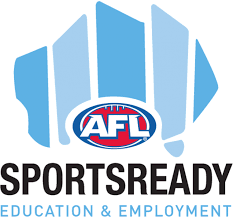 AFL
SPORTSREADY
EDUCATION & EMPLOYMENT